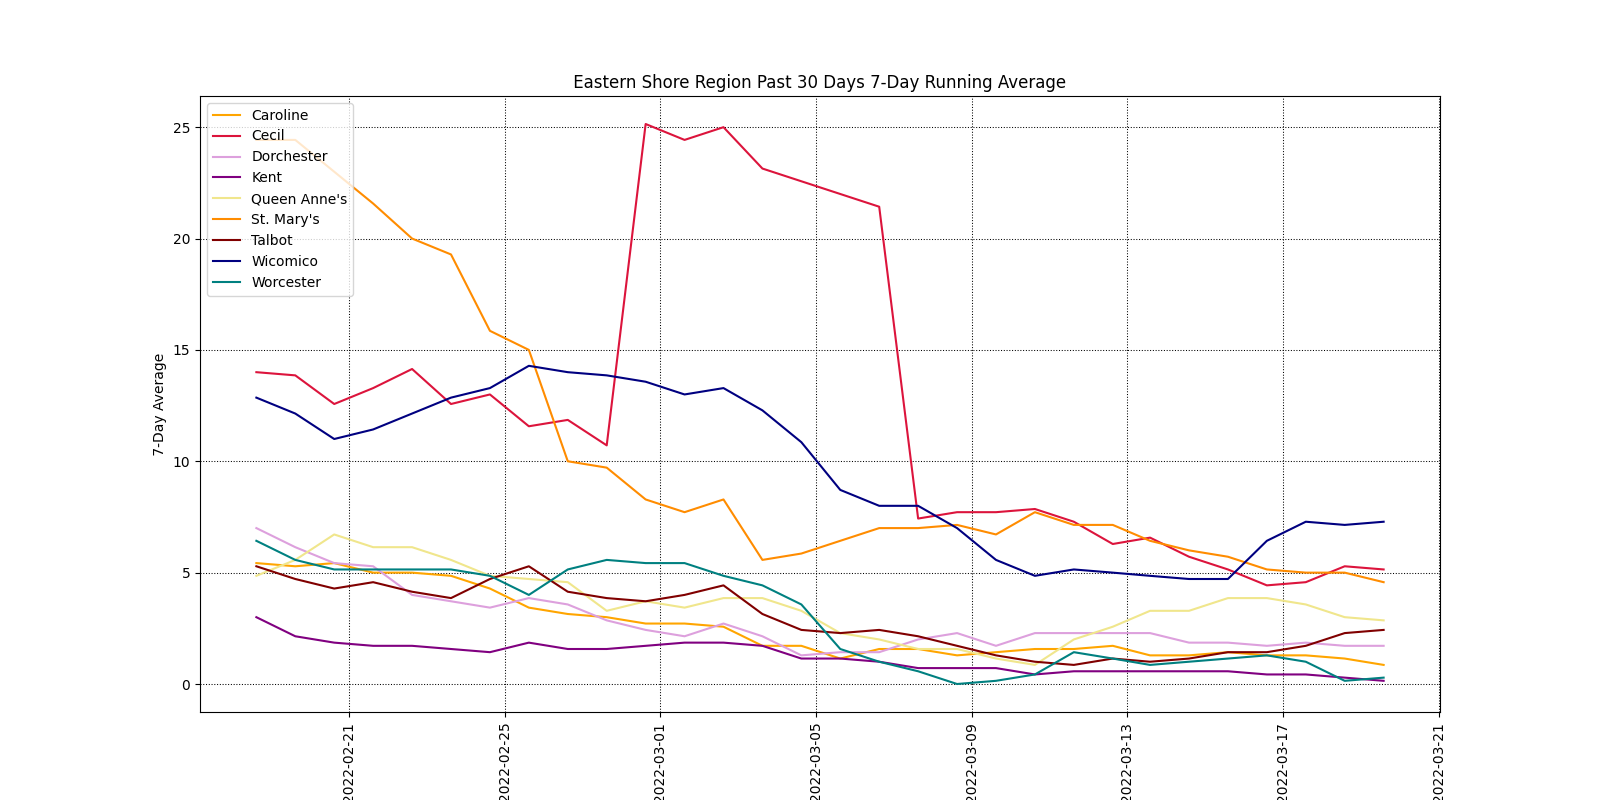 Eastern Shore Region Past 30 Days 7-Day Running Average
Caroline
Cecil
Dorchester
Kent
Queen Anne's
St. Mary's
Talbot
Wicomico
Worcester
7-Day Average
25
20
15
10
5
0
2022-02-21
2022-02-25
2022-03-01
2022-03-05
2022-03-09
2022-03-13
2022-03-17
2022-03-21